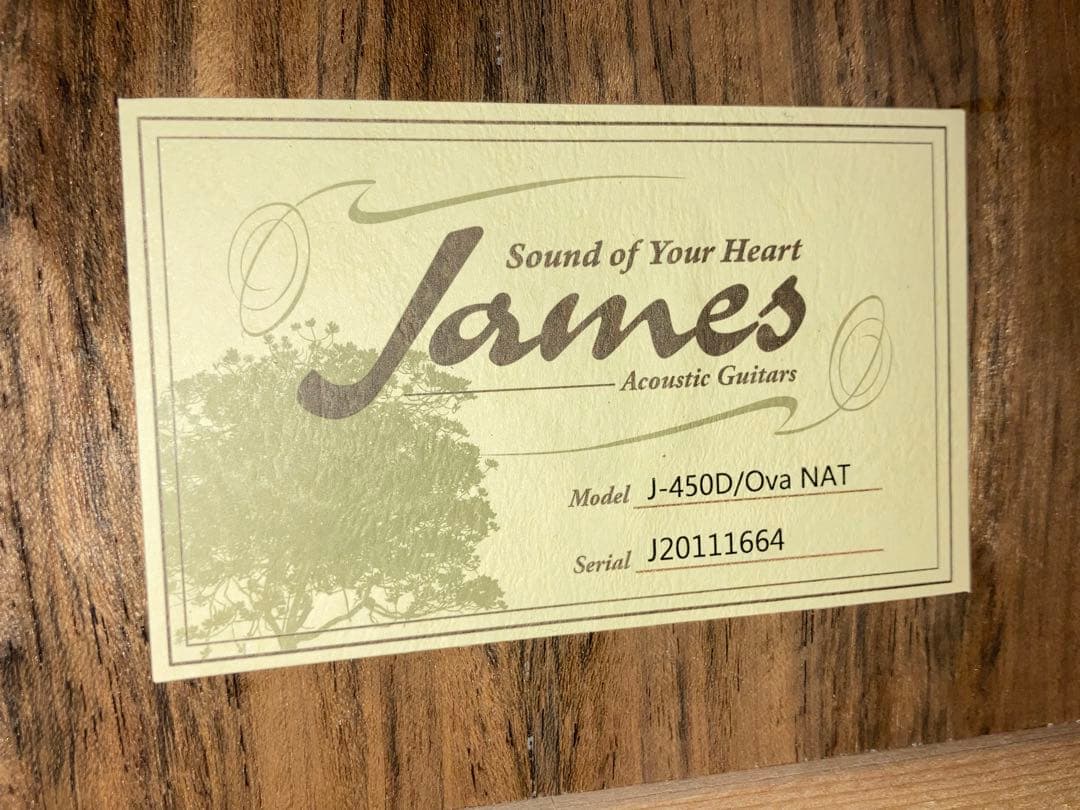 Sound of Your Heart
James
Acoustic Guitars
Model J-450D/Ova NAT
Serial J20111664